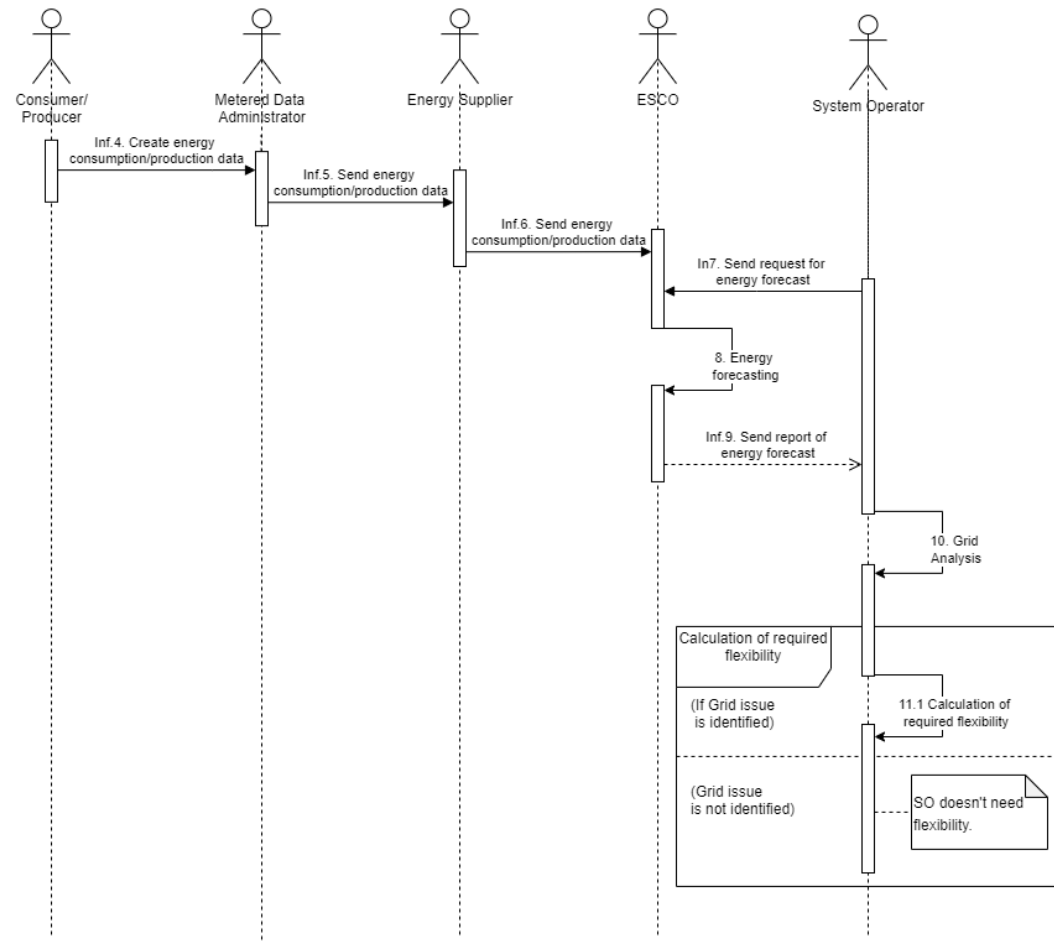 Consumer/
Producer
Metered Data
Administrator
Energy Supplier
ESCO
System Operator
Inf.4. Create energy
consumption/production data
Inf.5. Send energy
consumption/production data
Inf.6. Send energy
consumption/production data
In7. Send request for
energy forecast
8. Energy
forecasting
Inf.9. Send report of
energy forecast
10. Grid
Analysis
Calculation of required
flexibility
(If Grid issue
is identified)
11.1 Calculation of
required flexibility
(Grid issue
is not identified)
SO doesn't need
flexibility.